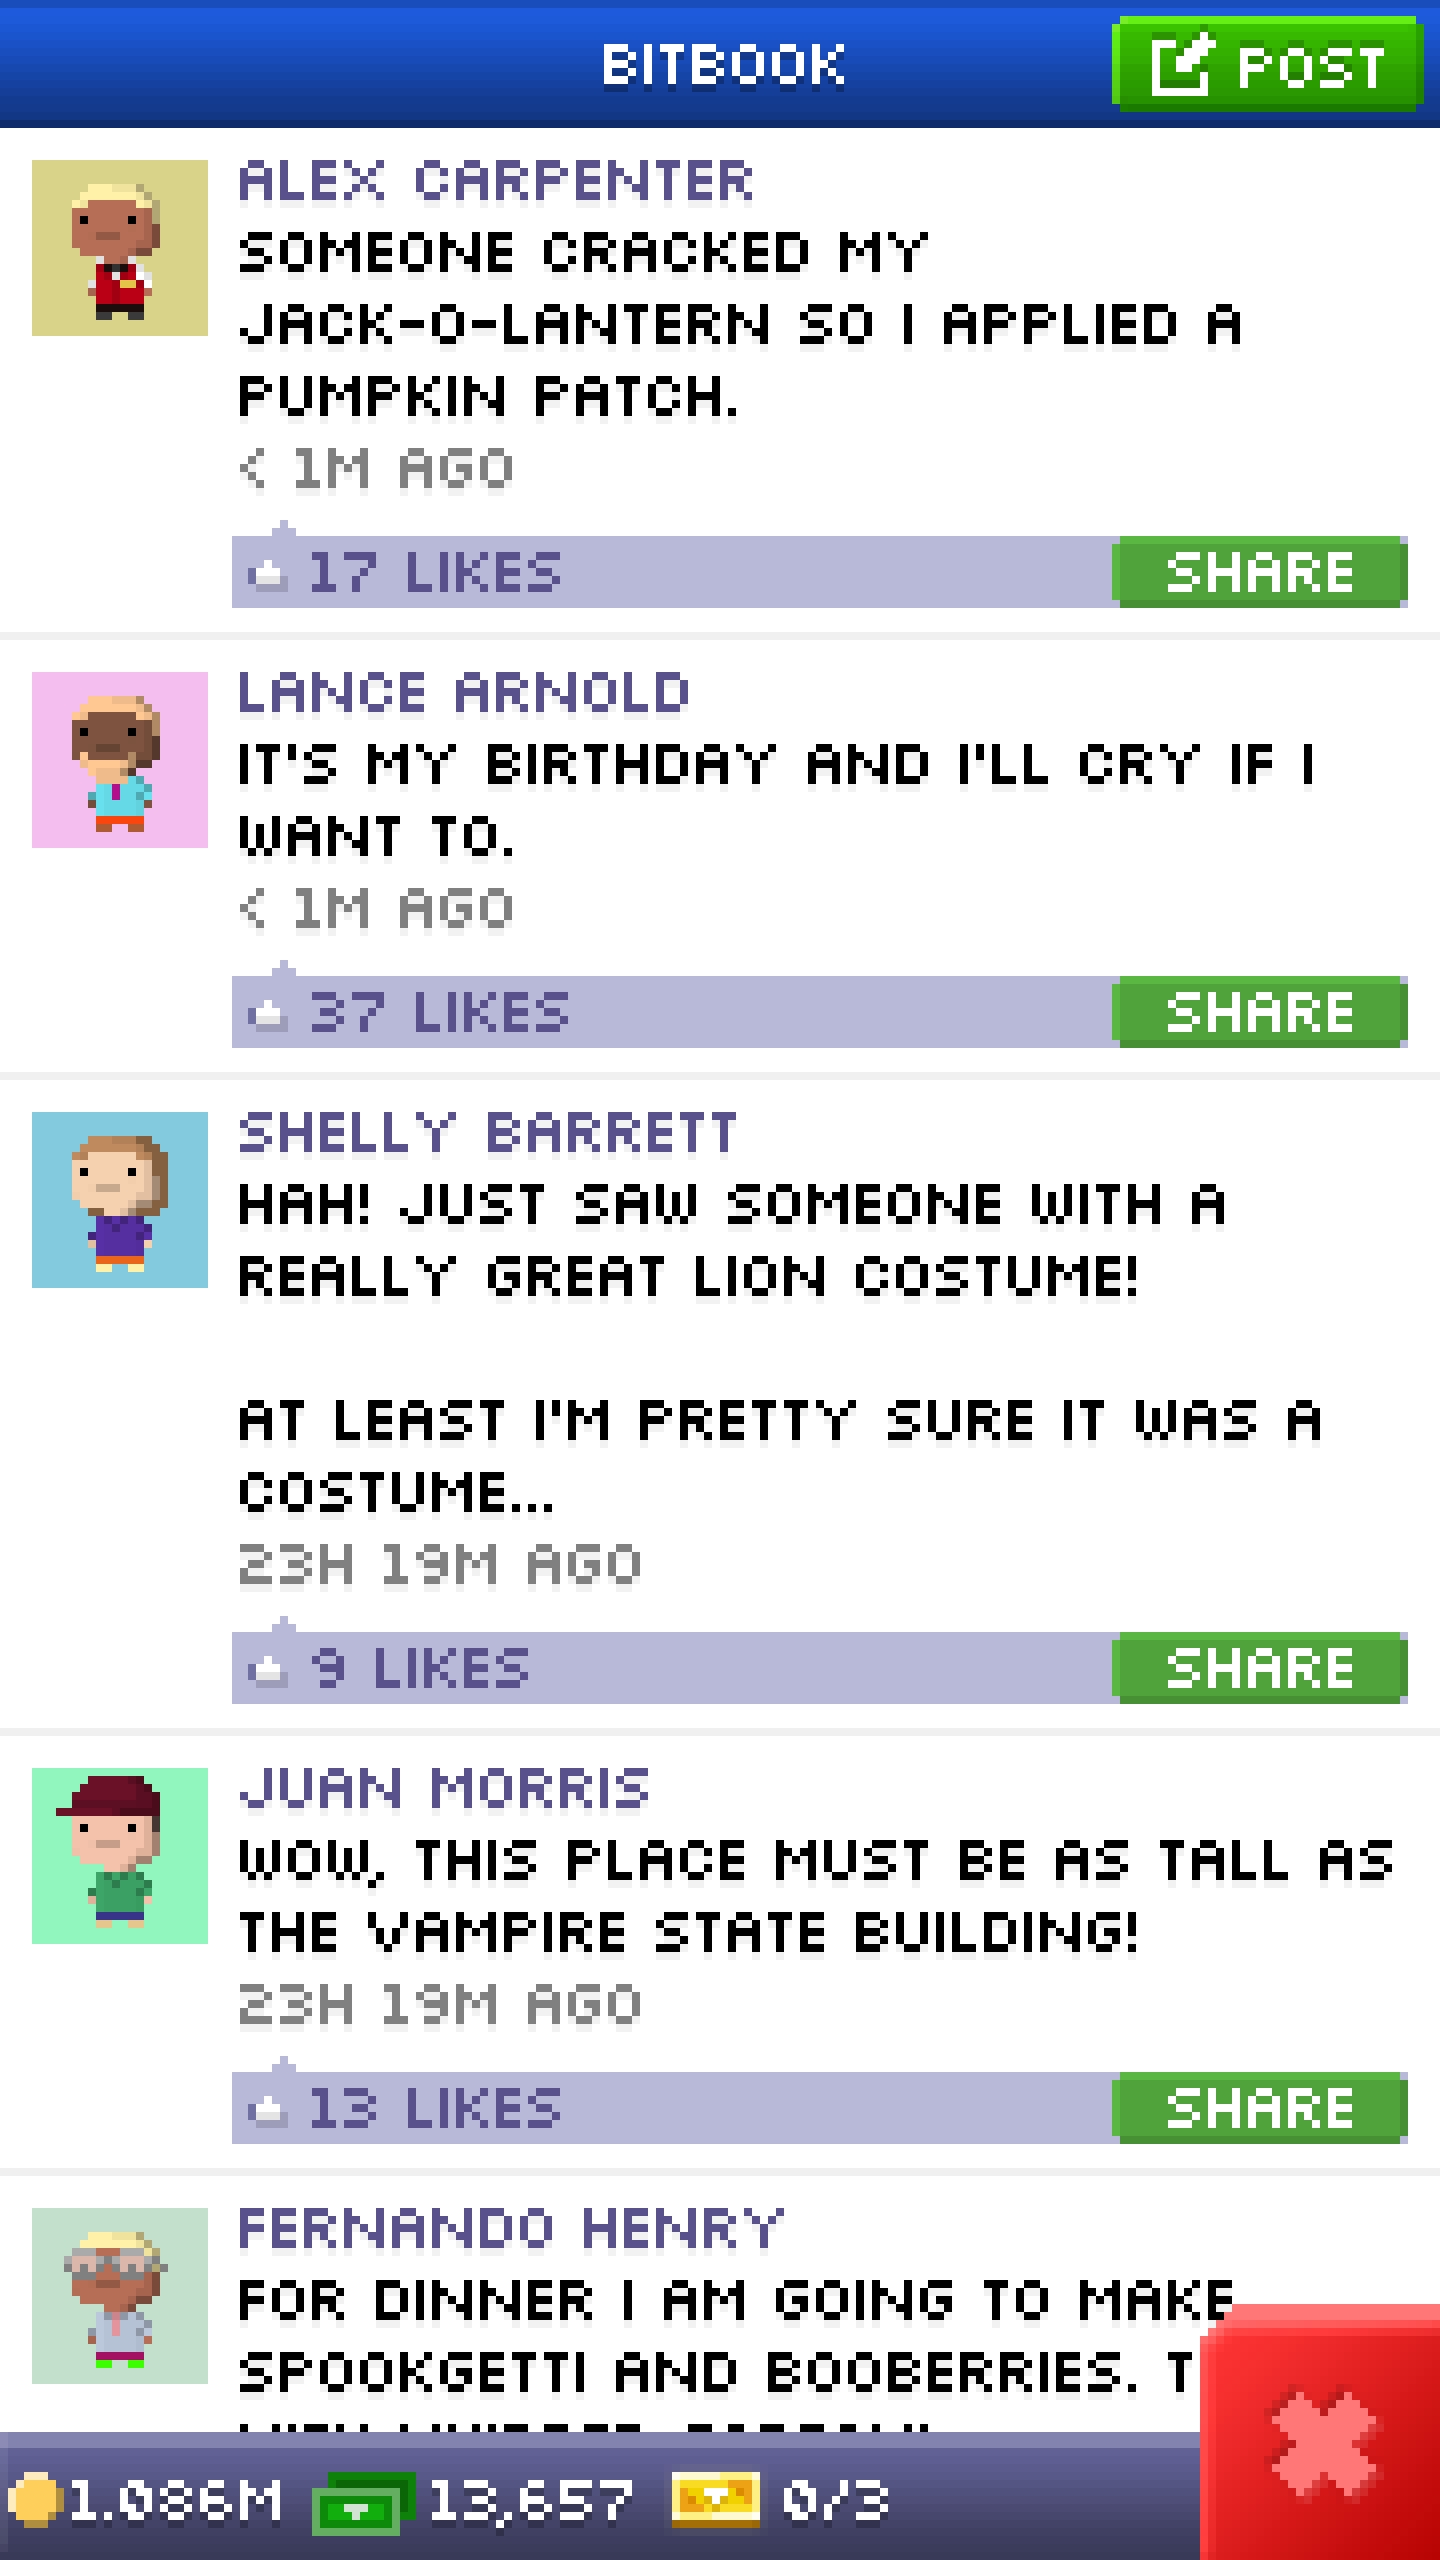 BITBOOK
POST
ALEX CARPENTER
SOMEONE CRACKED MY
JACK-O-LANTERN SO I APPLIED A
PUMPKIN PATCH.
< 1M AGO
17 LIKES
SHARE
LANCE ARNOLD
IT'S MY BIRTHDAY AND I'LL CRY IF I
WANT TO.
< 1M AGO
37 LIKES
SHARE
SHELLY BARRETT
HAH! JUST SAW SOMEONE WITH A
REALLY GREAT LION COSTUME!
AT LEAST I'M PRETTY SURE IT WAS A
COSTUME...
23H 19M AGO
9 LIKES
SHARE
JUAN MORRIS
WOW, THIS PLACE MUST BE AS TALL AS
THE VAMPIRE STATE BUILDING!
23H 19M AGO
13 LIKES
SHARE
FERNANDO HENRY
FOR DINNER I AM GOING TO MAKE
SPOOKGETTI AND BOOBERRIES.
1.086M
13,657
0/3